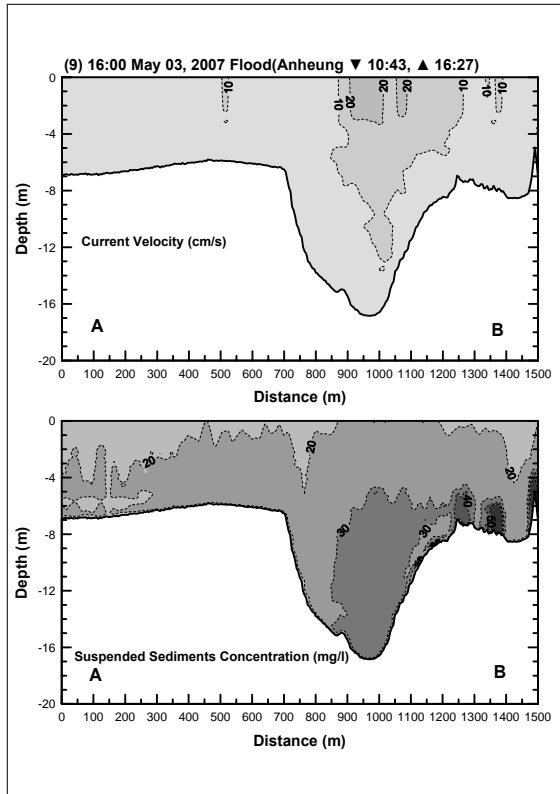 (9) 16:00 May 03, 2007 Flood(Anheung ▼ 10:43, ▲ 16:27)
0
-4
-8
-12
-16
-20
Depth (m)
10
10
20
20
20
10
10
10
Current Velocity (cm/s)
A
B
0 100 200 300 400 500 600 700 800 900 1000 1100 1200 1300 1400 1500
Distance (m)
0
-4
-8
-12
-16
-20
Depth (m)
20
20
20
30
30
40
50
Suspended Sediments Concentration (mg/l)
A
B
0 100 200 300 400 500 600 700 800 900 1000 1100 1200 1300 1400 1500
Distance (m)